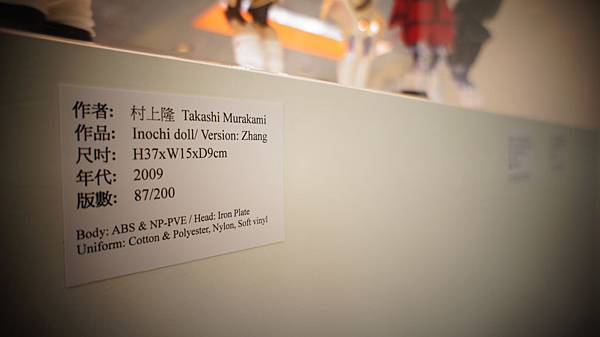 作者: 村上隆 Takashi Murakami
作品: Inochi doll/ Version: Zhang
尺吋: H37xW15xD9cm
年代: 2009
版數: 87/200
Body: ABS & NP-PVE / Head: Iron Plate
Uniform: Cotton & Polyester, Nylon, Soft vinyl